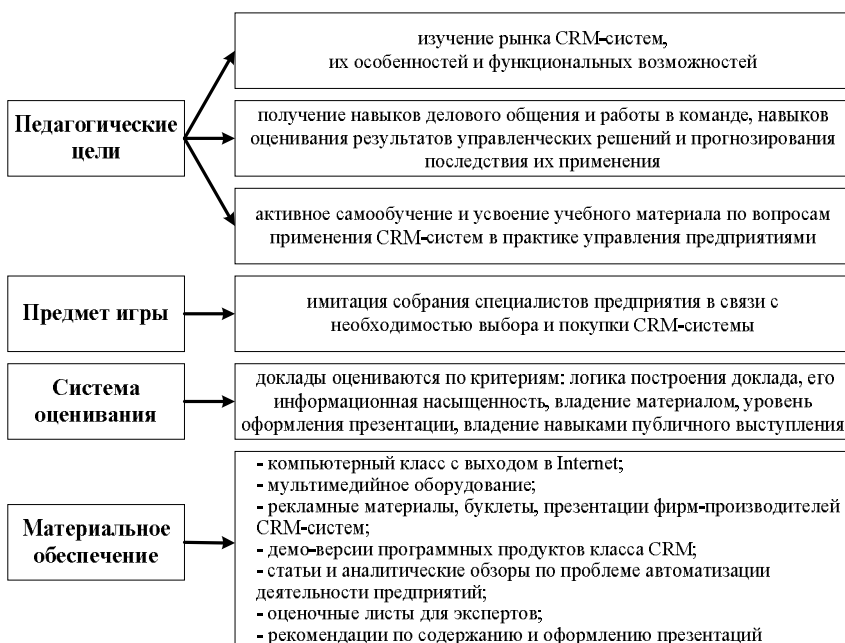 изучение рынка CRM-систем,
их особенностей и функциональных возможностей
Педагогические
цели
получение навыков делового общения и работы в команде, навыков
оценивания результатов управленческих решений и прогнозирования
последствия их применения
активное самообучение и усвоение учебного материала по вопросам
применения CRM-систем в практике управления предприятиями
Предмет игры
имитация собрания специалистов предприятия в связи с
необходимостью выбора и покупки CRM-системы
Система
оценивания
доклады оцениваются по критериям: логика построения доклада, его
информационная насыщенность, владение материалом, уровень
оформления презентации, владение навыками публичного выступления
Материальное
обеспечение
- компьютерный класс с выходом в Internet;
- мультимедийное оборудование;
- рекламные материалы, буклеты, презентации фирм-производителей
CRM-систем;
- демо-версии программных продуктов класса CRM;
- статьи и аналитические обзоры по проблеме автоматизации
деятельности предприятий;
- оценочные листы для экспертов;
- рекомендации по содержанию и оформлению презентаций